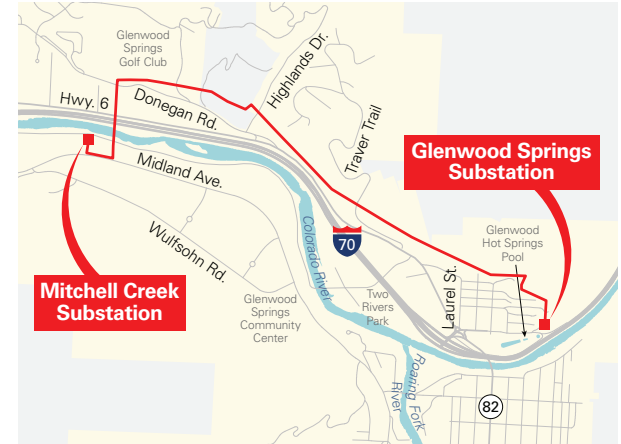 Glenwood
Springs
Golf Club
Highlands Dr.
Hwy. 6
Donegan Rd.
Traver Trail
Glenwood Springs
Substation
Midland Ave.
Wulfsohn Rd.
Colorado River
70
Glenwood
Hot Springs
Pool
Mitchell Creek
Substation
Glenwood
Springs
Community
Center
Two
Rivers
Park
Laurel St.
Roaring Fork
River
82